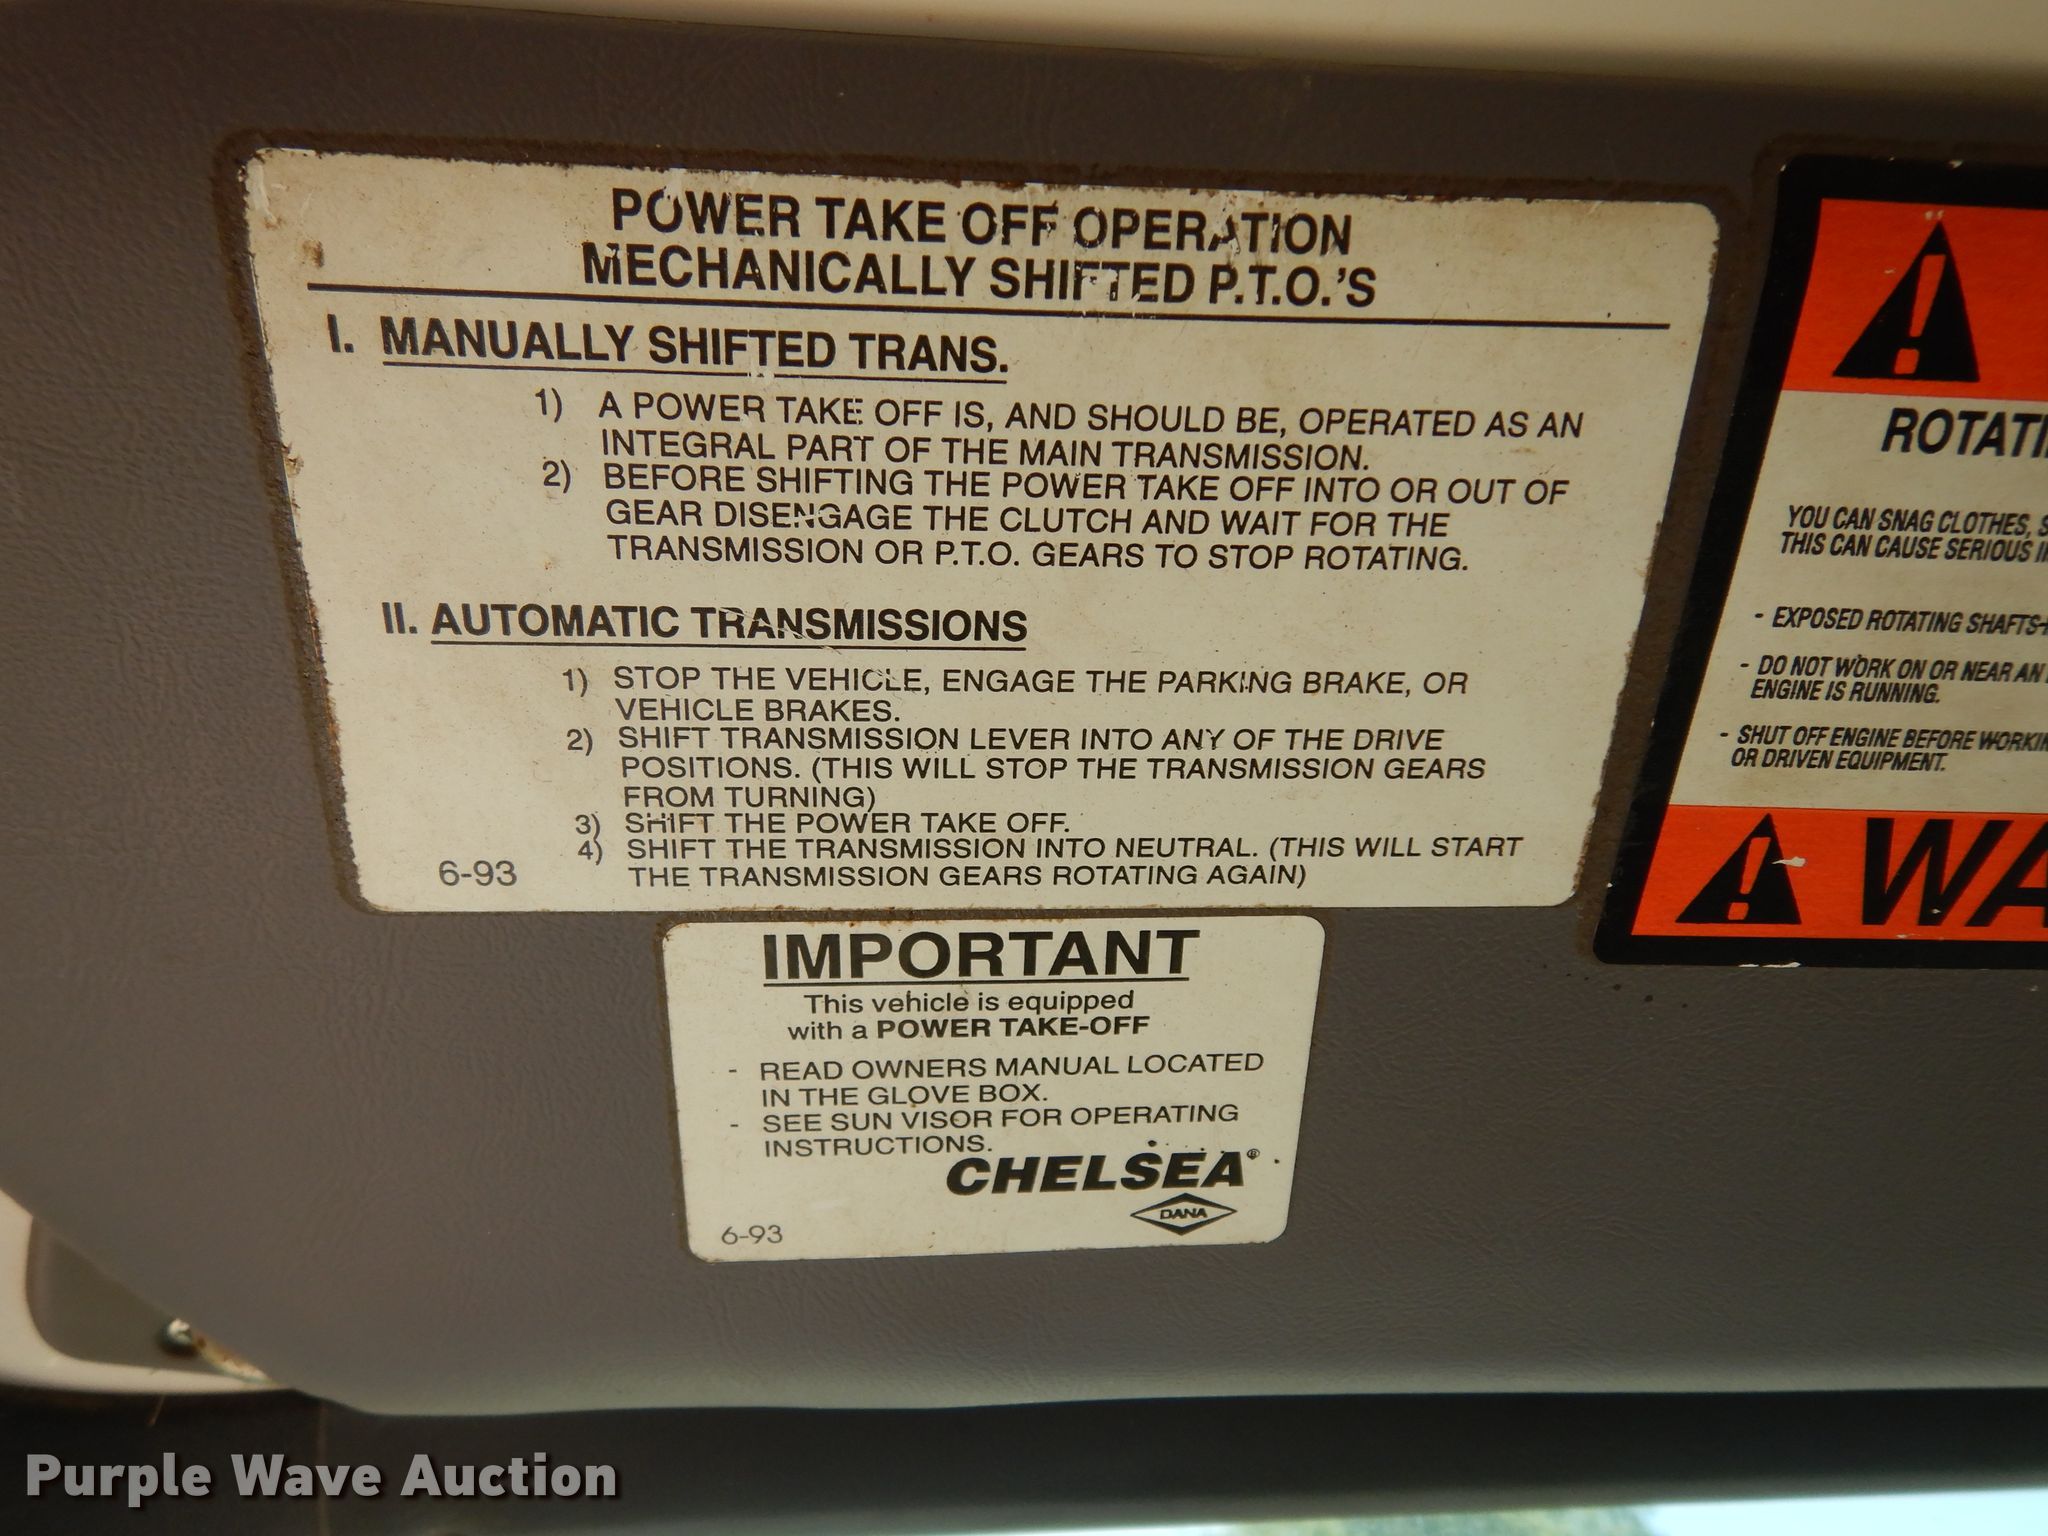 POWER TAKE OFF OPERATION
MECHANICALLY SHIFTED P.T.O.'S
I. MANUALLY SHIFTED TRANS.
1) A POWER TAKE OFF IS, AND SHOULD BE, OPERATED AS AN
INTEGRAL PART OF THE MAIN TRANSMISSION.
2) BEFORE SHIFTING THE POWER TAKE OFF INTO OR OUT OF
GEAR DISENGAGE THE CLUTCH AND WAIT FOR THE
TRANSMISSION OR P.T.O. GEARS TO STOP ROTATING.
II. AUTOMATIC TRANSMISSIONS
1) STOP THE VEHICLE, ENGAGE THE PARKING BRAKE, OR
VEHICLE BRAKES.
2) SHIFT TRANSMISSION LEVER INTO ANY OF THE DRIVE
POSITIONS. (THIS WILL STOP THE TRANSMISSION GEARS
FROM TURNING)
3) SHIFT THE POWER TAKE OFF.
4) SHIFT THE TRANSMISSION INTO NEUTRAL. (THIS WILL START
THE TRANSMISSION GEARS ROTATING AGAIN)
6-93
IMPORTANT
This vehicle is equipped
with a POWER TAKE-OFF
- READ OWNERS MANUAL LOCATED
IN THE GLOVE BOX.
- SEE SUN VISOR FOR OPERATING
INSTRUCTIONS.
CHELSEA®
DANA
6-93
YOU CAN SNAG CLOTHES,
THIS CAN CAUSE SERIOUS
- EXPOSED ROTATING SHAFTS
- DO NOT WORK ON OR NEAR AN
ENGINE IS RUNNING.
- SHUT OFF ENGINE BEFORE
OR DRIVEN EQUIPMENT.
Purple Wave Auction